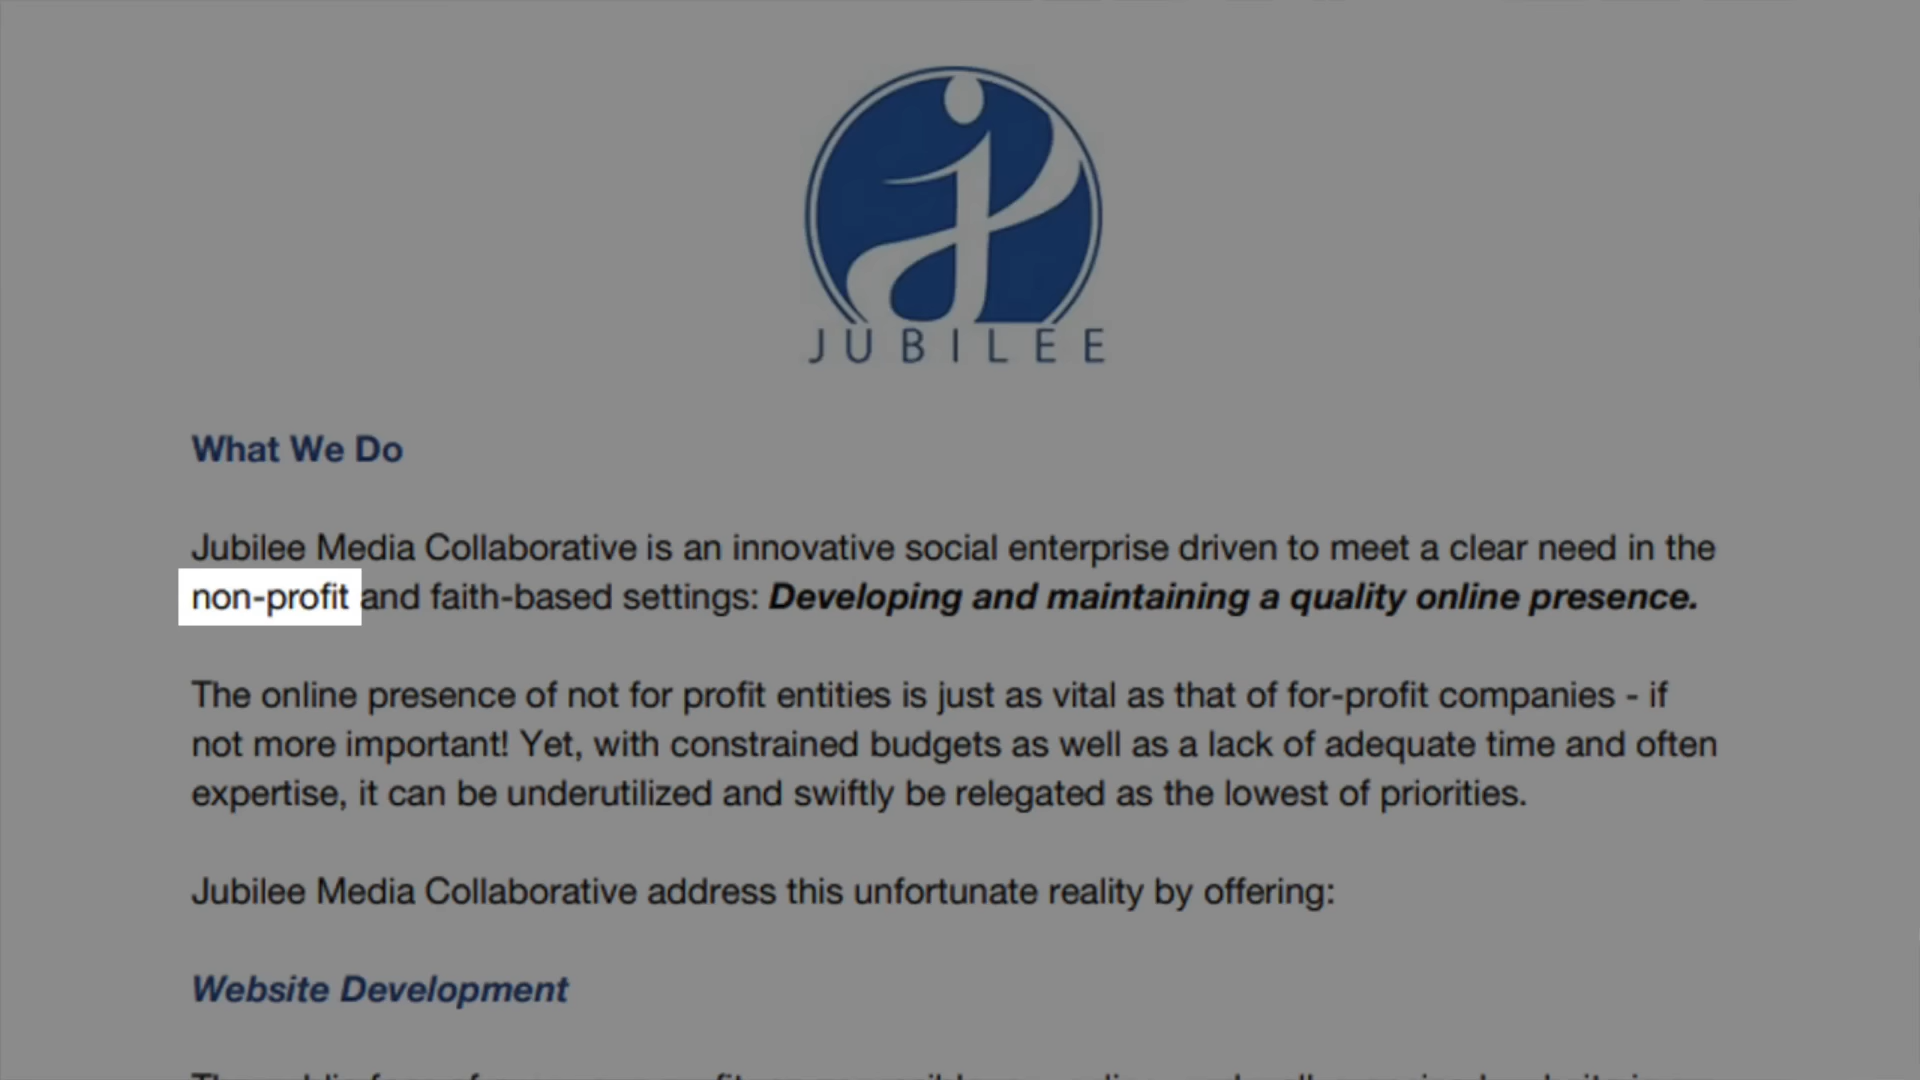 JUBILEE
What We Do
Jubilee Media Collaborative is an innovative social enterprise driven to meet a clear need in the
non-profit and faith-based settings: Developing and maintaining a quality online presence.
The online presence of not for profit entities is just as vital as that of for-profit companies - if
not more important! Yet, with constrained budgets as well as a lack of adequate time and often
expertise, it can be underutilized and swiftly be relegated as the lowest of priorities.
Jubilee Media Collaborative address this unfortunate reality by offering:
Website Development